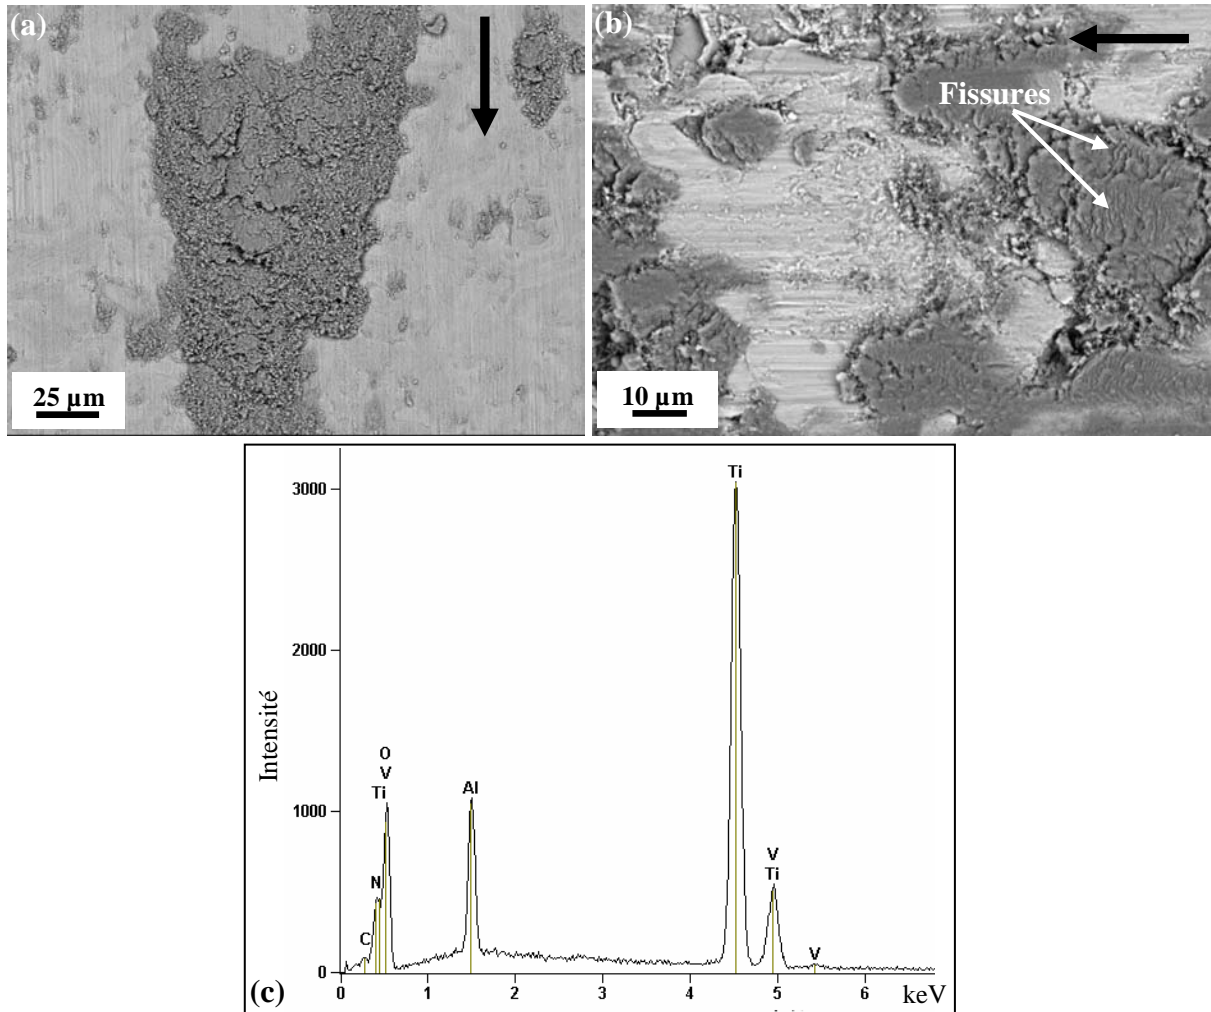 (a)
25 µm
(b)
Fissures
10 µm
3000
2000
1000
0
Intensité
C
N
O
V
Ti
Al
Ti
V
Ti
V
0 1 2 3 4 5 6 keV
(c)